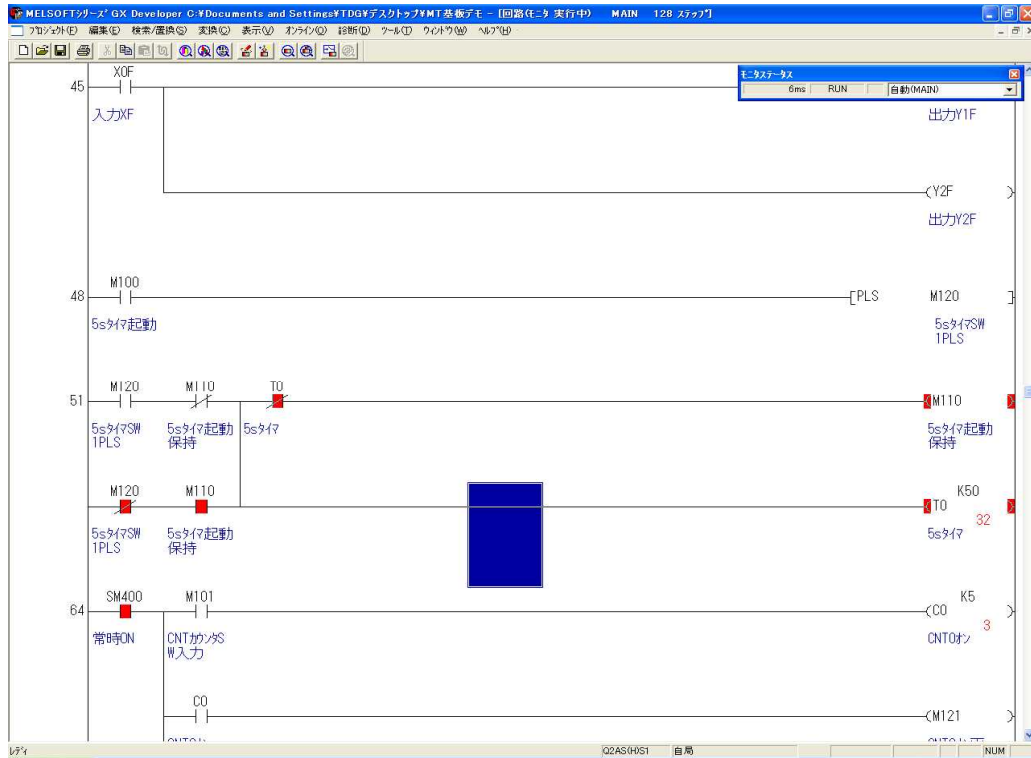 MELSOFTシリーズ GX Developer C:¥Documents and Settings¥TDG¥デスクトップ¥MT基板デモ - [回路(モニタ 実行中) MAIN 128 ステップ]
プロジェクト(F) 編集(E) 検索/置換(S) 変換(C) 表示(V) オンライン(O) 診断(D) ツール(T) ウィンドウ(W) ヘルプ(H)
モニタステータス
6ms RUN 自動(MAIN)
X0F
45
入力XF
出力Y1F
Y2F
出力Y2F
M100
48
PLS M120
5sタイマ起動
5sタイマSW
1PLS
M120 M110 T0
51
M110
5sタイマSW
1PLS
5sタイマ起動
保持
5sタイマ
5sタイマ起動
保持
M120 M110
K50
T0
32
5sタイマSW
1PLS
5sタイマ起動
保持
5sタイマ
SM400 M101
K5
64
C0
3
常時ON
CNTカウンタS
W入力
CNT0オン
C0
M121
レディ
Q2AS(H)S1 自局
NUM